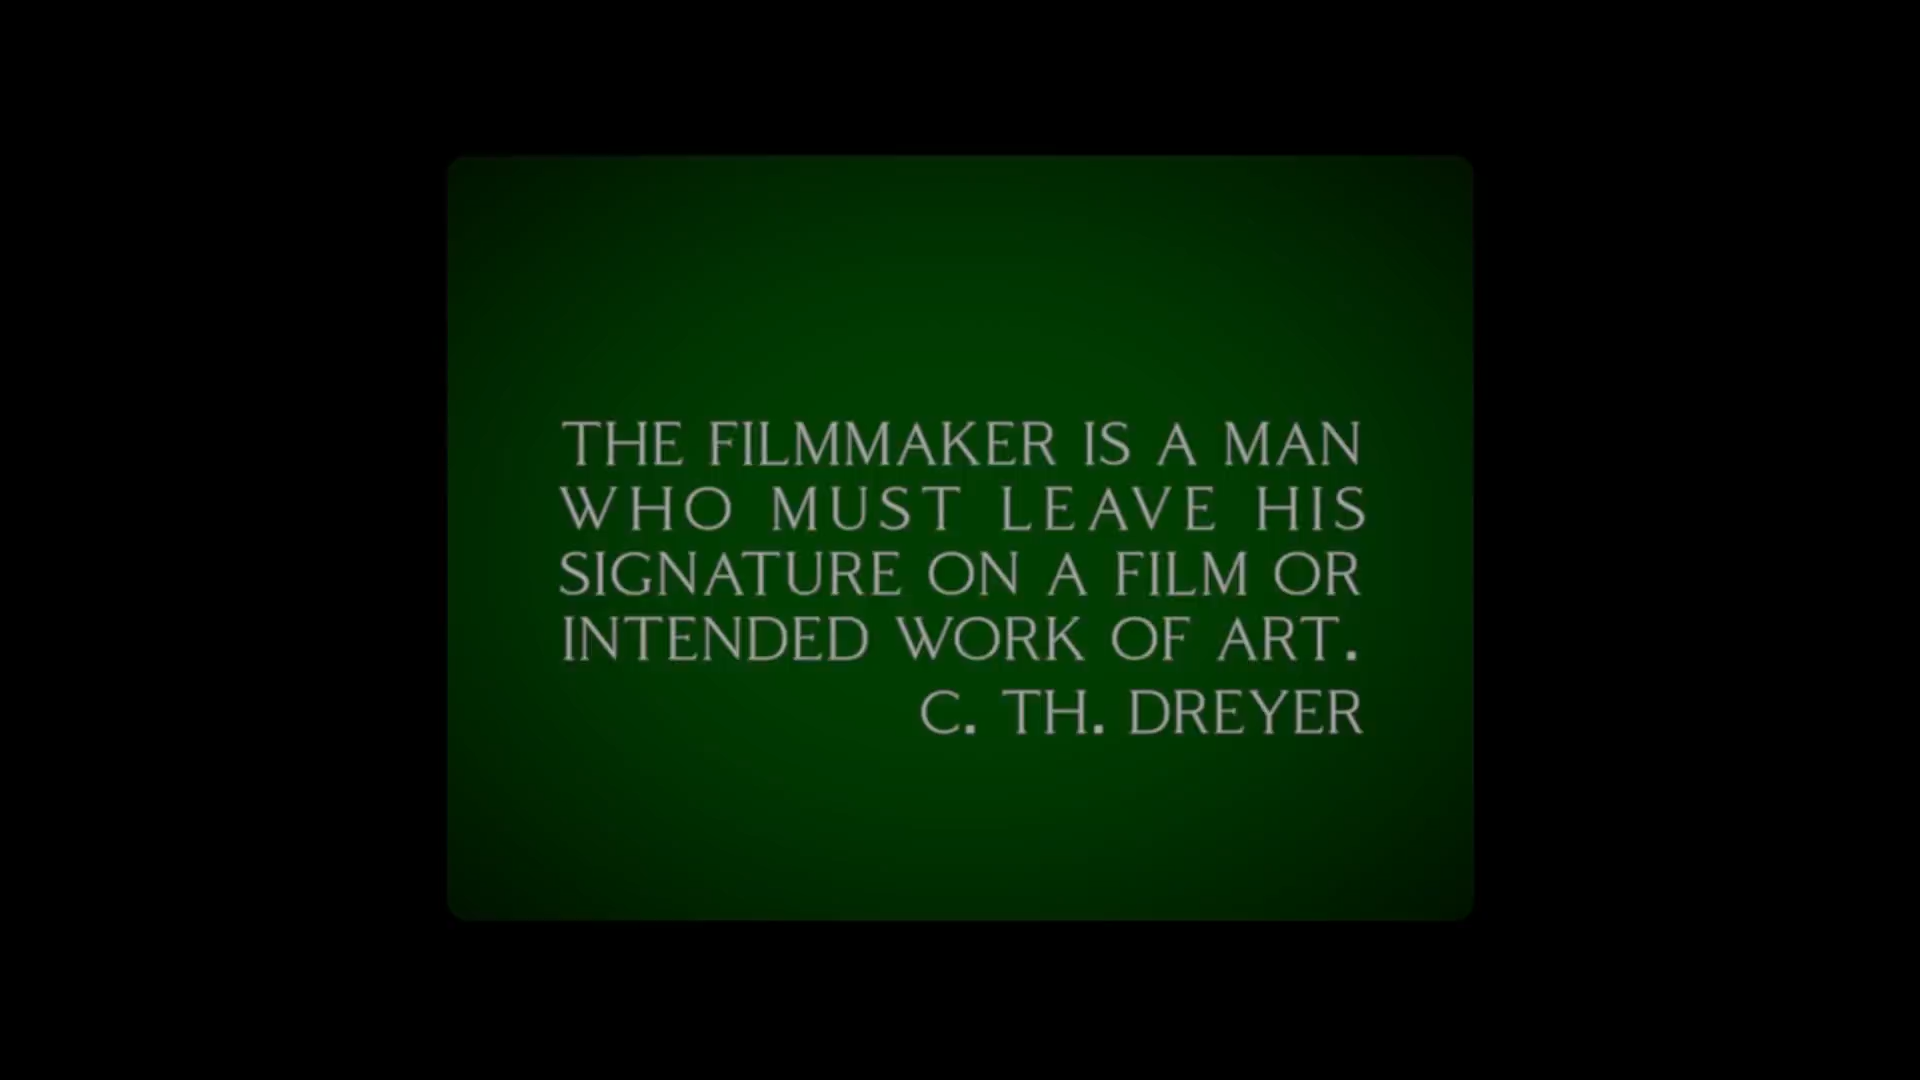 THE FILMMAKER IS A MAN
WHO MUST LEAVE HIS
SIGNATURE ON A FILM OR
INTENDED WORK OF ART.
C. TH. DREYER